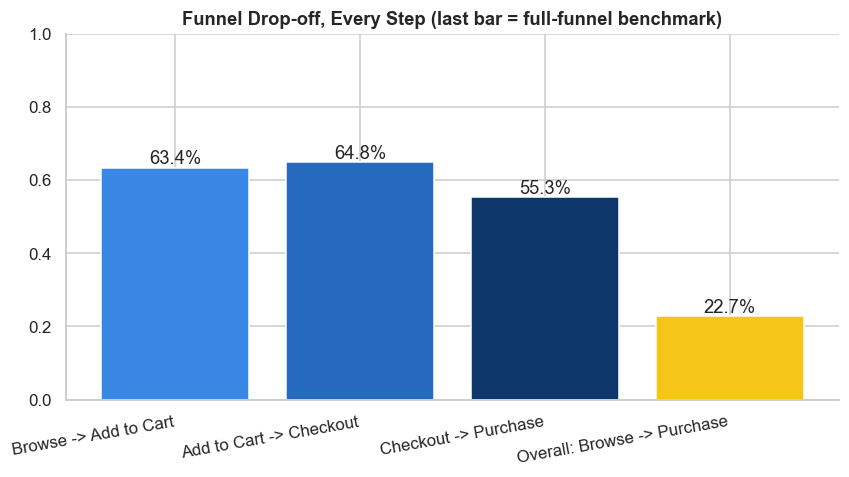 Funnel Drop-off, Every Step (last bar = full-funnel benchmark)
1.0
0.8
0.6
0.4
0.2
0.0
63.4%
64.8%
55.3%
22.7%
Browse -> Add to Cart
Add to Cart -> Checkout
Checkout -> Purchase
Overall: Browse -> Purchase